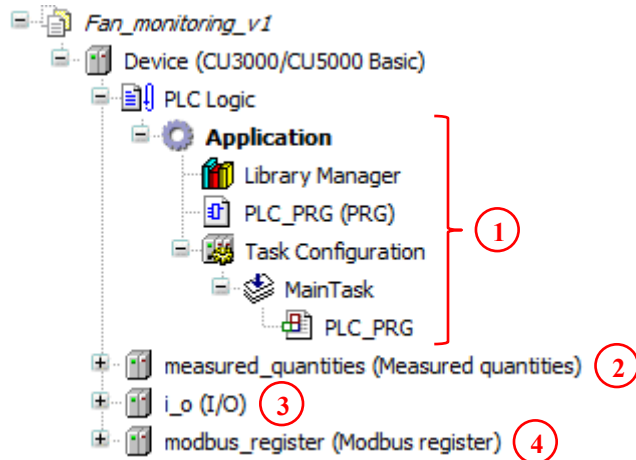 Fan_monitoring_v1
Device (CU3000/CU5000 Basic)
PLC Logic
Application
Library Manager
PLC_PRG (PRG)
1
Task Configuration
MainTask
PLC_PRG
measured_quantities (Measured quantities) 2
i_o (I/O) 3
modbus_register (Modbus register) 4